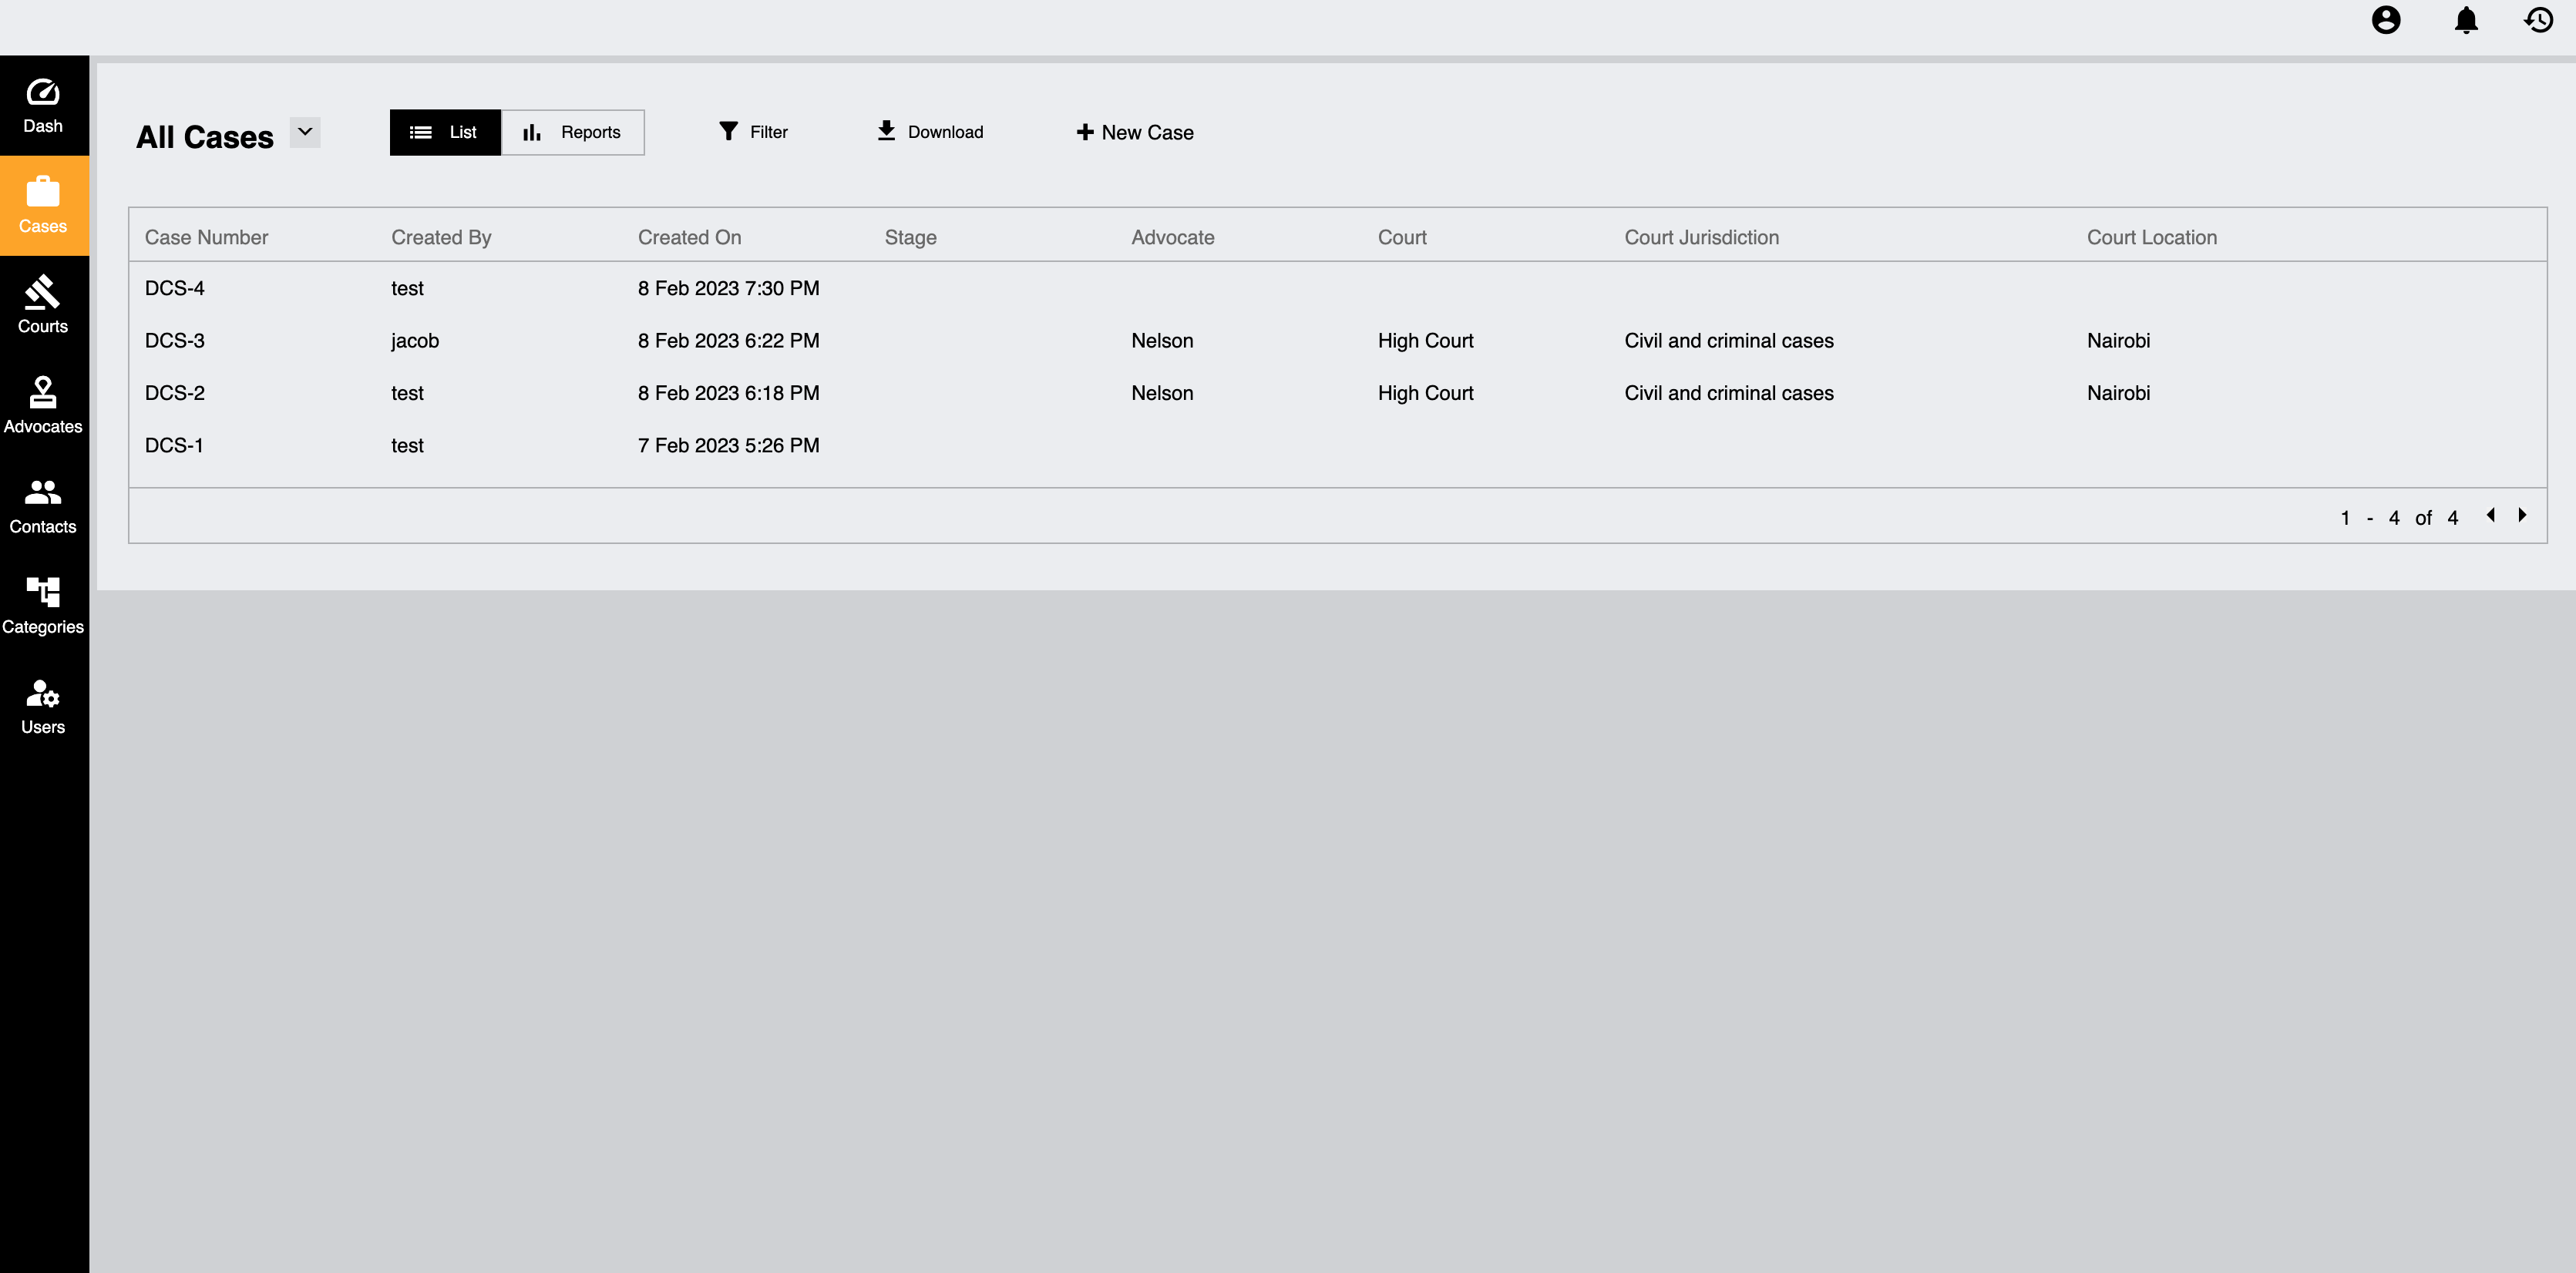 Dash
Cases
Courts
Advocates
Contacts
Categories
Users
All Cases List Reports Filter Download New Case
Case Number Created By Created On Stage Advocate Court Court Jurisdiction Court Location
DCS-4 test 8 Feb 2023 7:30 PM
DCS-3 jacob 8 Feb 2023 6:22 PM Nelson High Court Civil and criminal cases Nairobi
DCS-2 test 8 Feb 2023 6:18 PM Nelson High Court Civil and criminal cases Nairobi
DCS-1 test 7 Feb 2023 5:26 PM
1 - 4 of 4